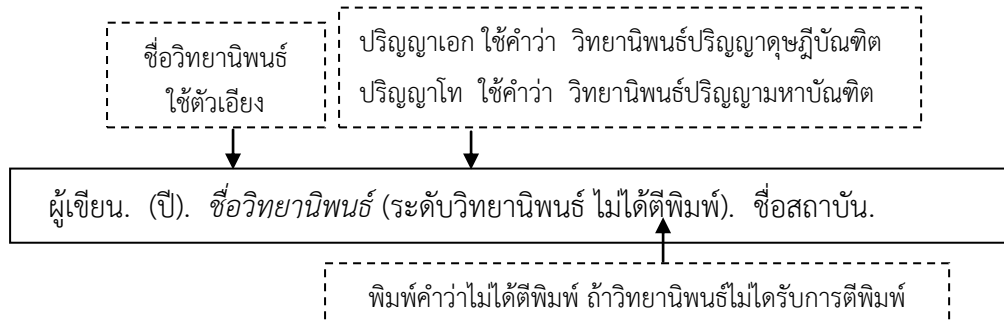 ชื่อวิทยานิพนธ์
ใช้ตัวเอียง
ปริญญาเอก ใช้คำว่า วิทยานิพนธ์ปริญญาดุษฎีบัณฑิต
ปริญญาโท ใช้คำว่า วิทยานิพนธ์ปริญญามหาบัณฑิต
ผู้เขียน. (ปี). ชื่อวิทยานิพนธ์ (ระดับวิทยานิพนธ์ ไม่ได้ตีพิมพ์). ชื่อสถาบัน.
พิมพ์คำว่าไม่ได้ตีพิมพ์ ถ้าวิทยานิพนธ์ไม่ไดรับการตีพิมพ์